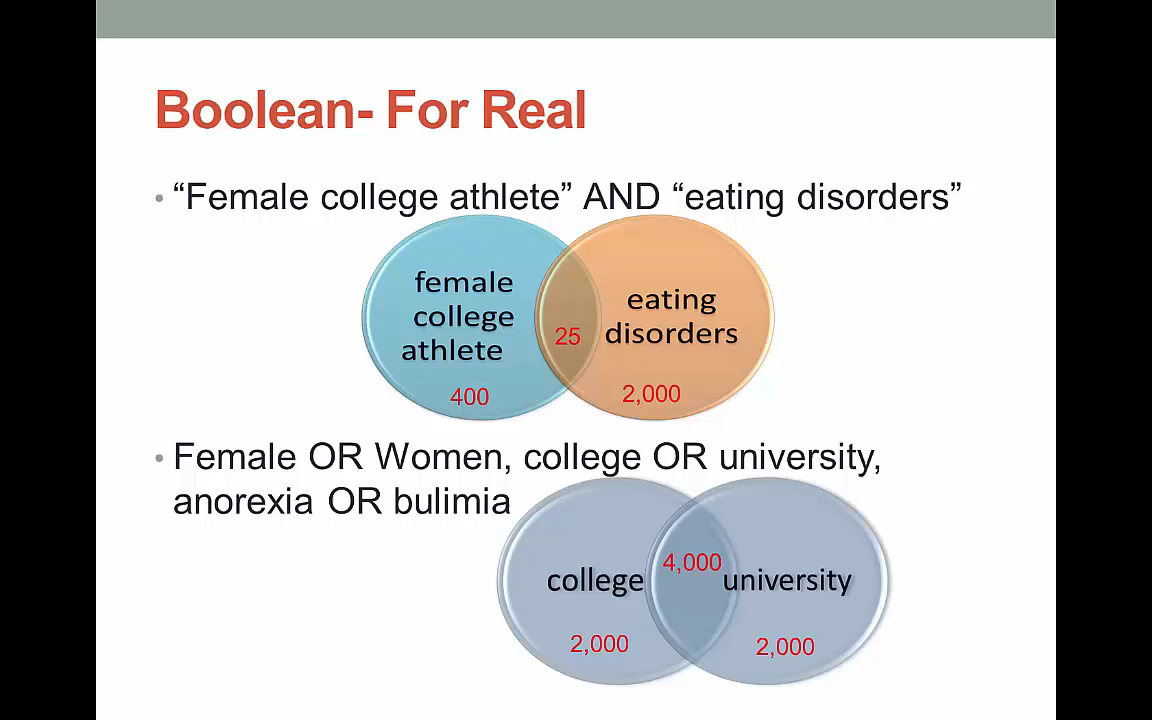 Boolean- For Real
• “Female college athlete” AND “eating disorders”
female
college
athlete
400
25
eating
disorders
2,000
• Female OR Women, college OR university,
anorexia OR bulimia
college
2,000
4,000
university
2,000